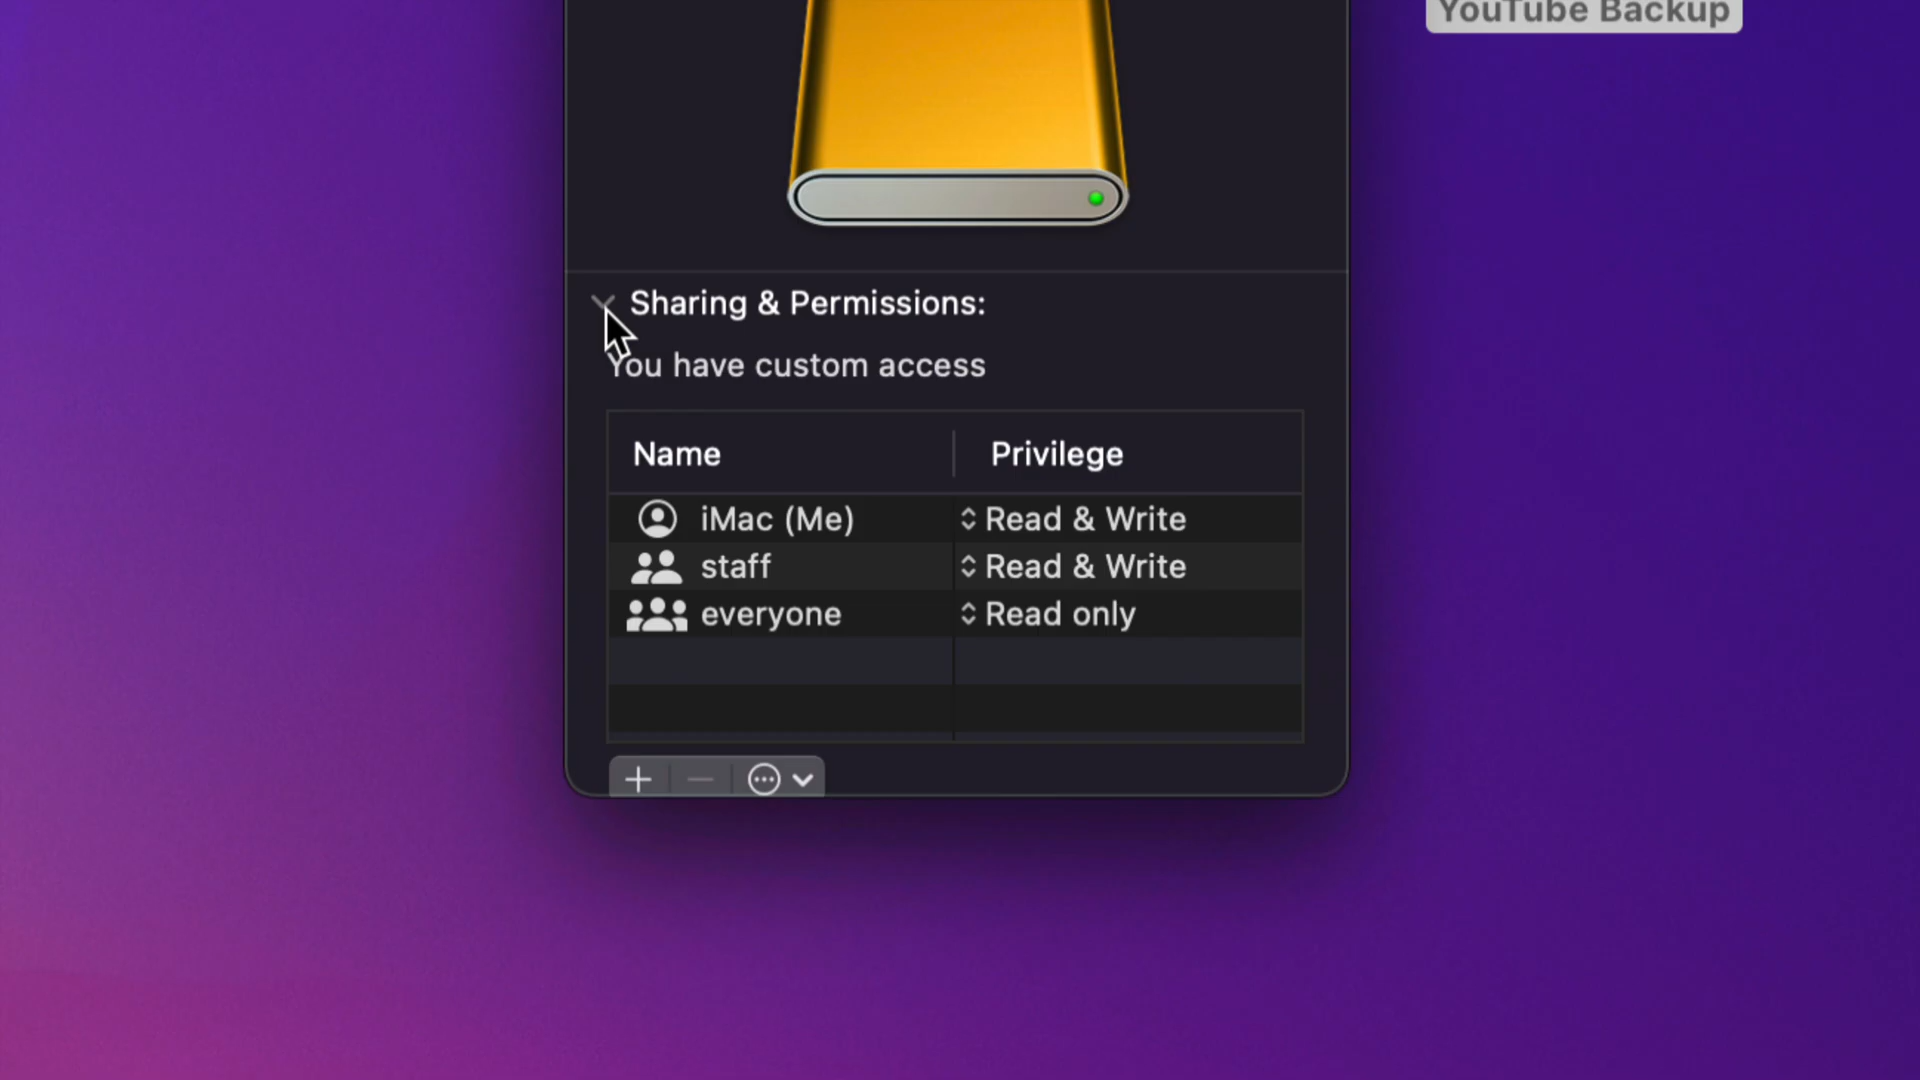 YouTube Backup
Sharing & Permissions:
You have custom access
Name Privilege
iMac (Me) Read & Write
staff Read & Write
everyone Read only